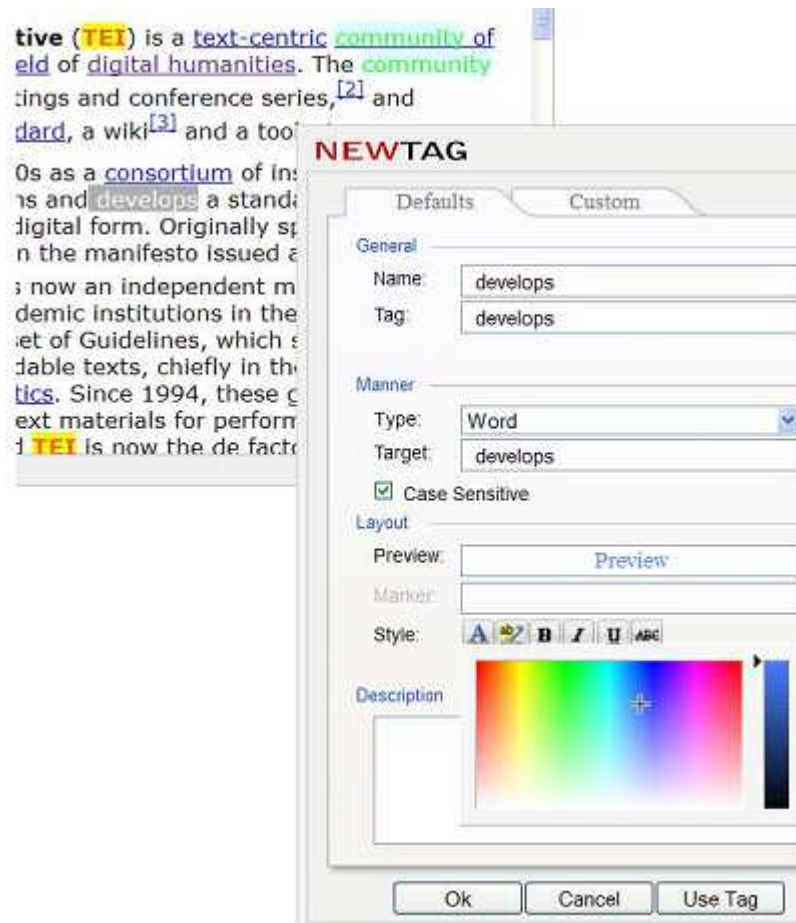 tive (TEI) is a text-centric community of
eld of digital humanities. The community
tings and conference series,[2] and
dard, a wiki[3] and a tool
0s as a consortium of ins
ns and develops a standa
digital form. Originally sp
n the manifesto issued a
s now an independent m
demic institutions in the
set of Guidelines, which s
dable texts, chiefly in the
tics. Since 1994, these g
ext materials for perform
d TEI is now the de facto
NEWTAG
Defaults Custom
General
Name: develops
Tag: develops
Manner
Type: Word
Target: develops
Case Sensitive
Layout
Preview: Preview
Marker:
Style: A ab B I U ABC
Description
Ok Cancel Use Tag